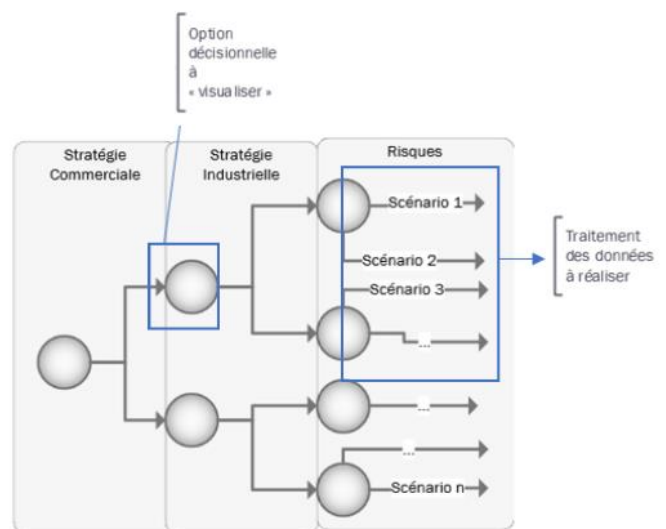 Option
décisionnelle
à
« visualiser »
Stratégie
Commerciale
Stratégie
Industrielle
Risques
Scénario 1
Scénario 2
Scénario 3
...
...
...
Scénario n
Traitement
des données
à réaliser